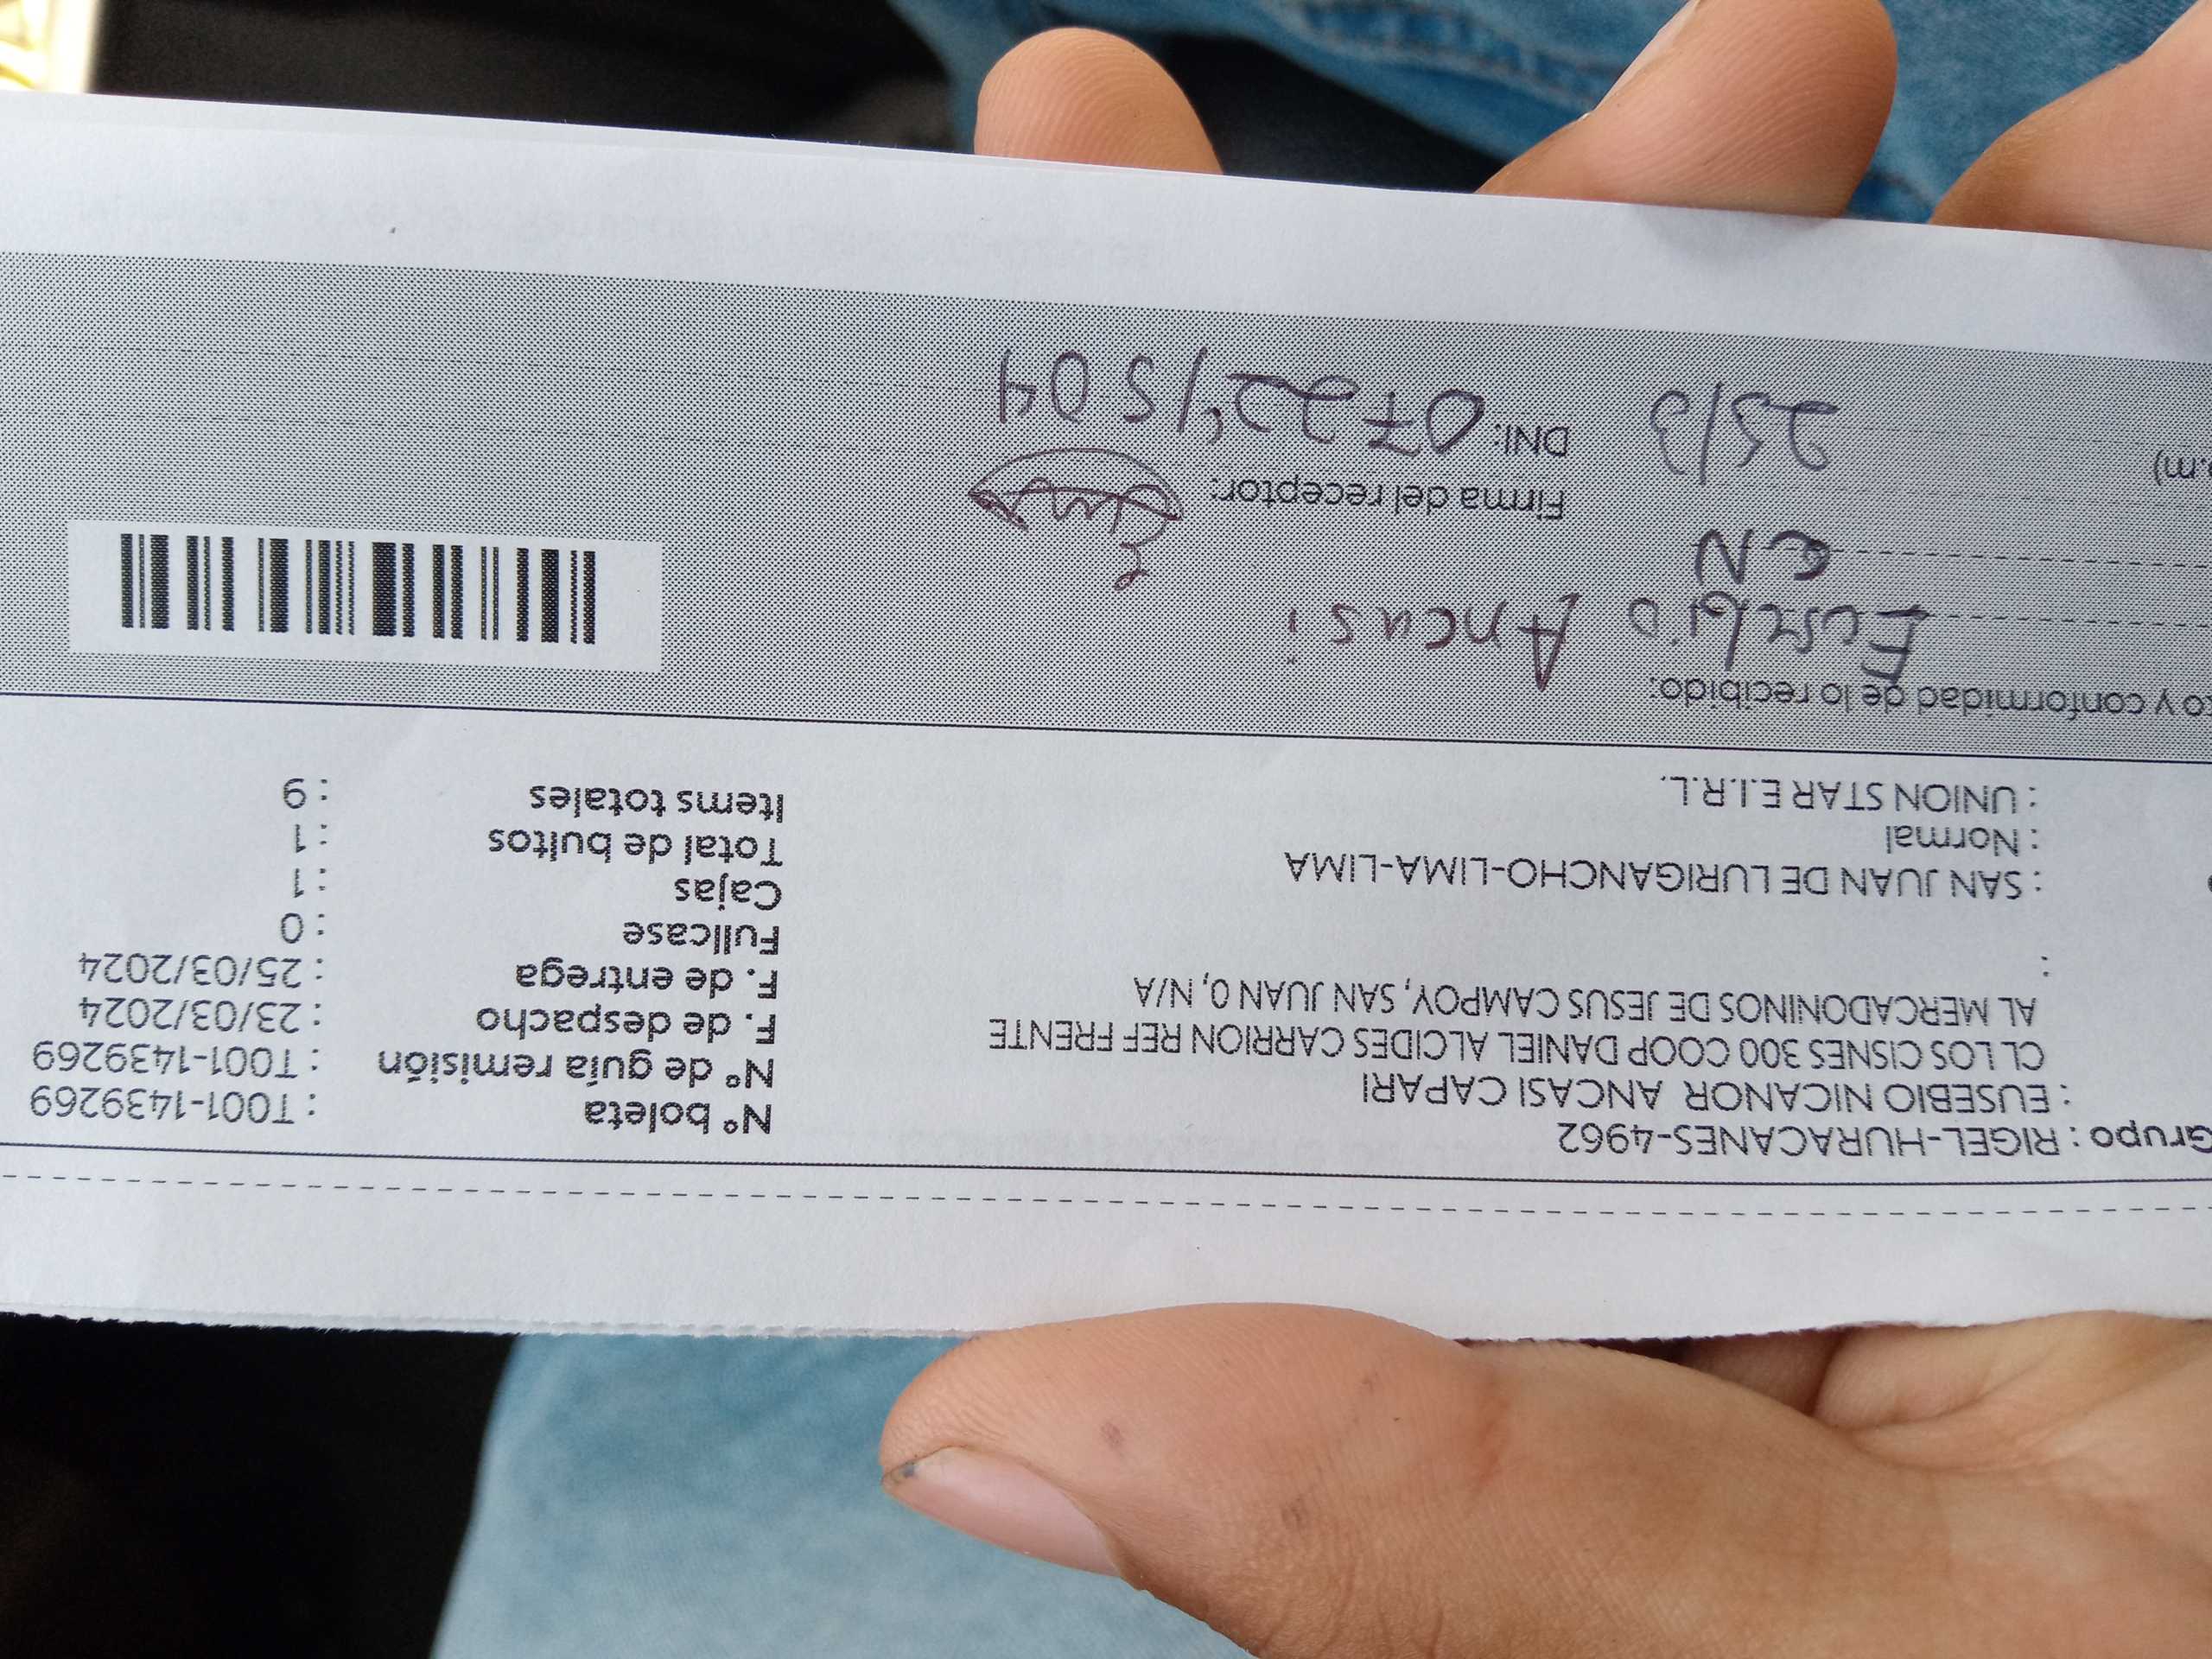 Grupo : RIGEL-HURACANES-4962
: EUSEBIO NICANOR ANCASI CAPARI
CL LOS CISNES 300 COOP DANIEL ALCIDES CARRION REF FRENTE
AL MERCADONINOS DE JESUS CAMPOY, SAN JUAN 0, N/A
:
: SAN JUAN DE LURIGANCHO-LIMA-LIMA
: Normal
: UNION STAR E.I.R.L.
N° boleta : T001-1439269
N° de guía remisión : T001-1439269
F. de despacho : 23/03/2024
F. de entrega : 25/03/2024
Fullcase : 0
Cajas : 1
Total de bultos : 1
Items totales : 9
to y conformidad de lo recibido:
Eusebio Ancasi
CN
Firma del receptor:
.m) 25/3 DNI: 07221504